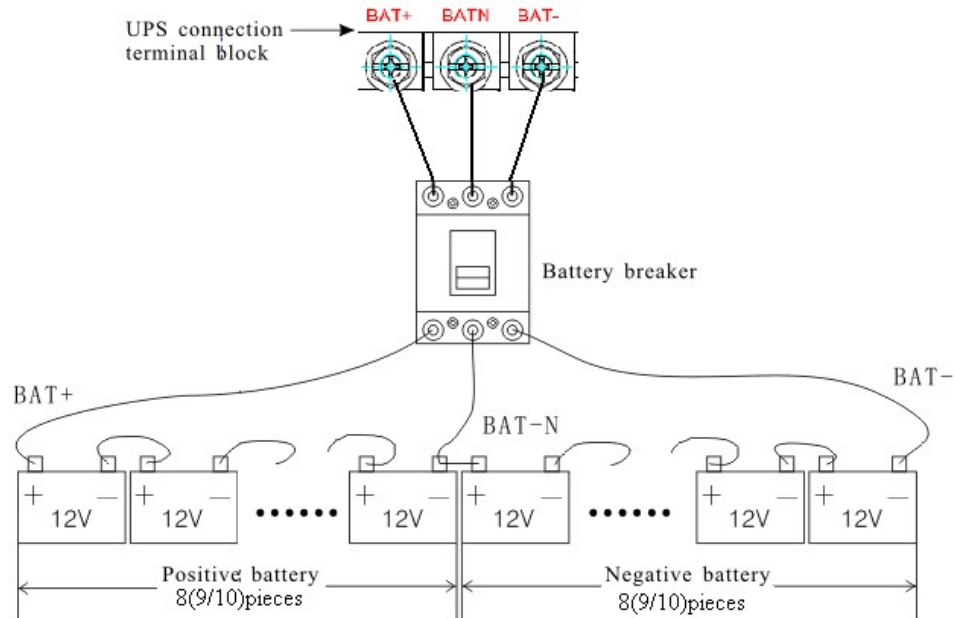 BAT+ BATN BAT-
UPS connection
terminal block
Battery breaker
BAT+
BAT-
BAT-N
+ — + — + — + — + — + —
12V 12V •••••• 12V 12V •••••• 12V 12V
Positive battery
8(9/10)pieces
Negative battery
8(9/10)pieces